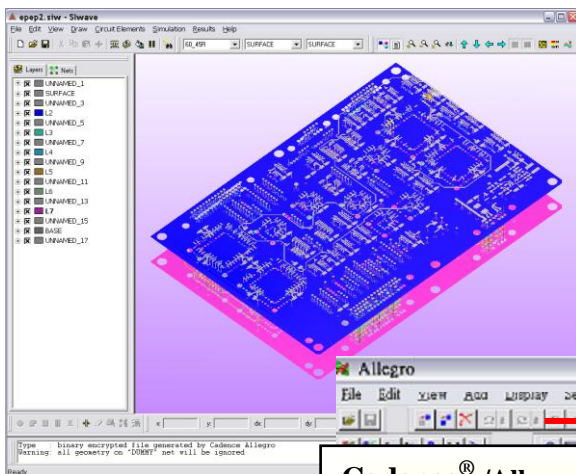 epep2.siw - SIwave
File Edit View Draw Circuit Elements Simulation Results Help
60_45R SURFACE SURFACE
Layers Nets
UNNAMED_1
SURFACE
UNNAMED_3
L2
UNNAMED_5
L3
UNNAMED_7
L4
UNNAMED_9
L5
UNNAMED_11
L6
UNNAMED_13
L7
UNNAMED_15
BASE
UNNAMED_17
Allegro
File Edit View Add Display Se
x: y: dx: dy:
Type : binary encrypted file generated by Cadence Allegro
Warning: all geometry on "DUMMY" net will be ignored
Ready